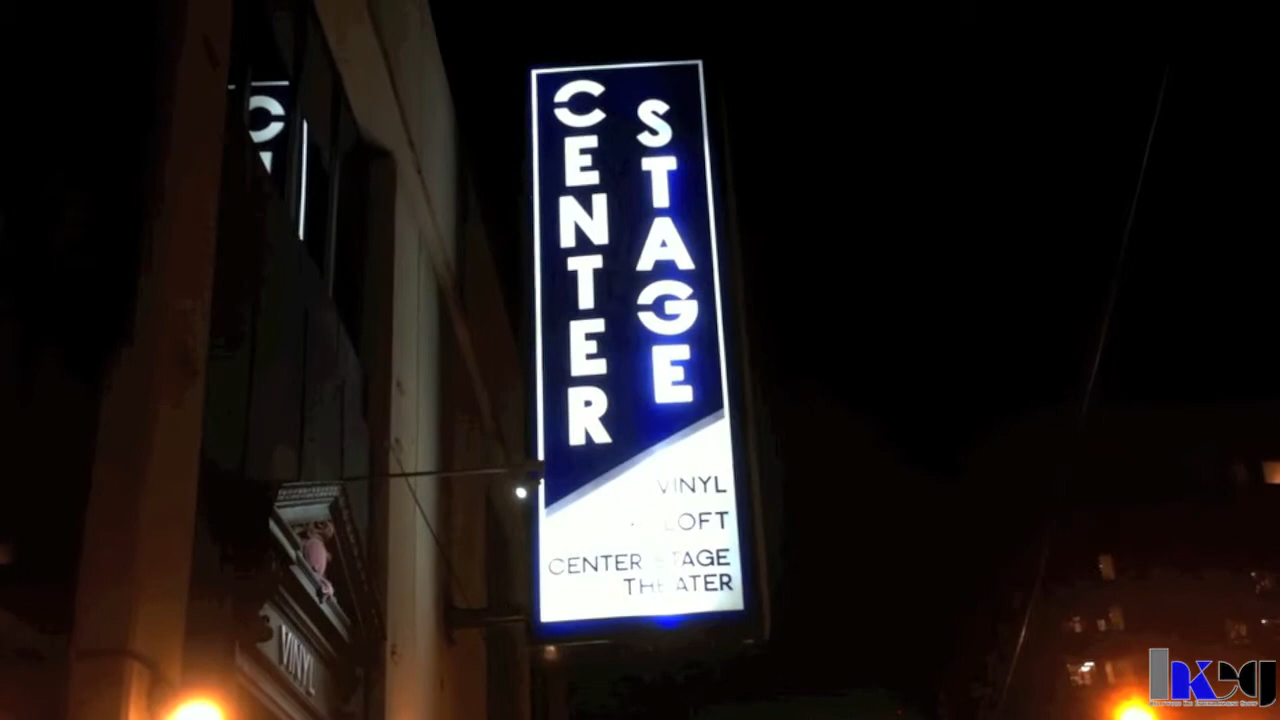 CENTER
STAGE
VINYL
LOFT
CENTER STAGE
THEATER
VINYL